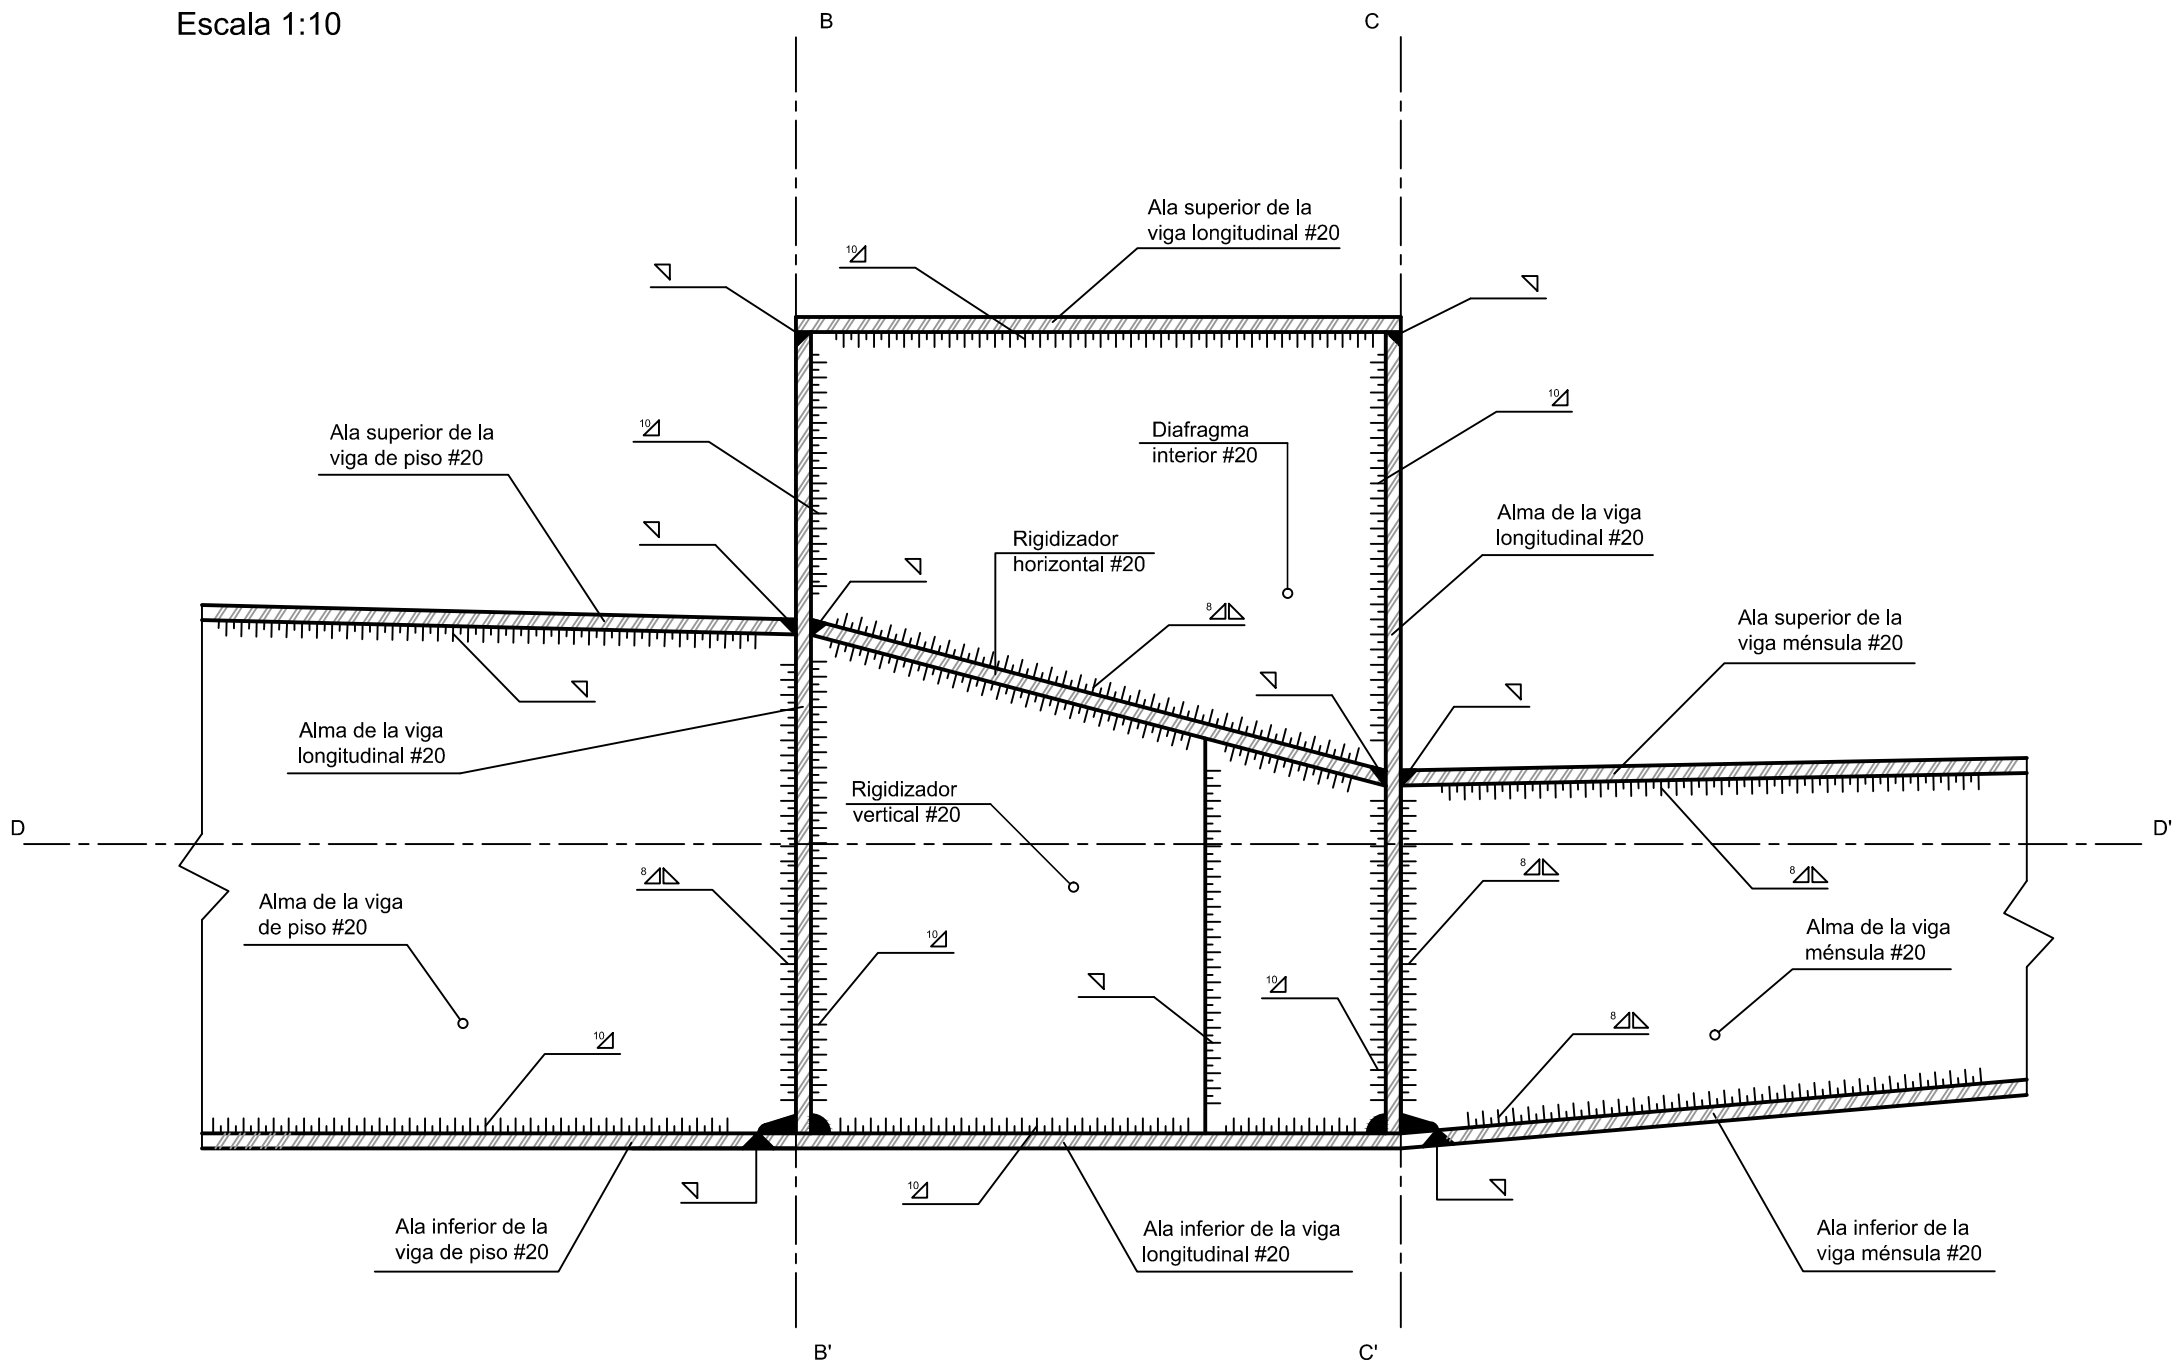 Escala 1:10
B
C
Ala superior de la
viga longitudinal #20
10
10
10
Ala superior de la
viga de piso #20
Diafragma
interior #20
Alma de la viga
longitudinal #20
Rigidizador
horizontal #20
8
Ala superior de la
viga ménsula #20
Alma de la viga
longitudinal #20
Rigidizador
vertical #20
D
D'
8
8
8
Alma de la viga
de piso #20
10
Alma de la viga
ménsula #20
10
8
10
10
Ala inferior de la
viga de piso #20
Ala inferior de la viga
longitudinal #20
Ala inferior de la
viga ménsula #20
B'
C'